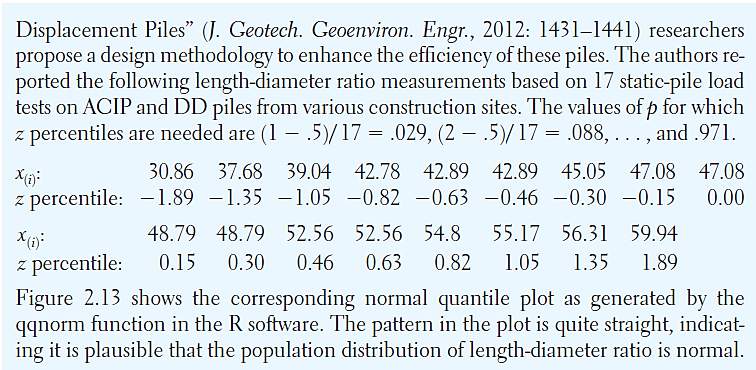 Displacement Piles” (J. Geotech. Geoenviron. Engr., 2012: 1431–1441) researchers
propose a design methodology to enhance the efficiency of these piles. The authors re-
ported the following length-diameter ratio measurements based on 17 static-pile load
tests on ACIP and DD piles from various construction sites. The values of p for which
z percentiles are needed are (1 − .5)/17 = .029, (2 − .5)/17 = .088, . . . , and .971.
x(i): 30.86 37.68 39.04 42.78 42.89 42.89 45.05 47.08 47.08
z percentile: −1.89 −1.35 −1.05 −0.82 −0.63 −0.46 −0.30 −0.15 0.00
x(i): 48.79 48.79 52.56 52.56 54.8 55.17 56.31 59.94
z percentile: 0.15 0.30 0.46 0.63 0.82 1.05 1.35 1.89
Figure 2.13 shows the corresponding normal quantile plot as generated by the
qqnorm function in the R software. The pattern in the plot is quite straight, indicat-
ing it is plausible that the population distribution of length-diameter ratio is normal.